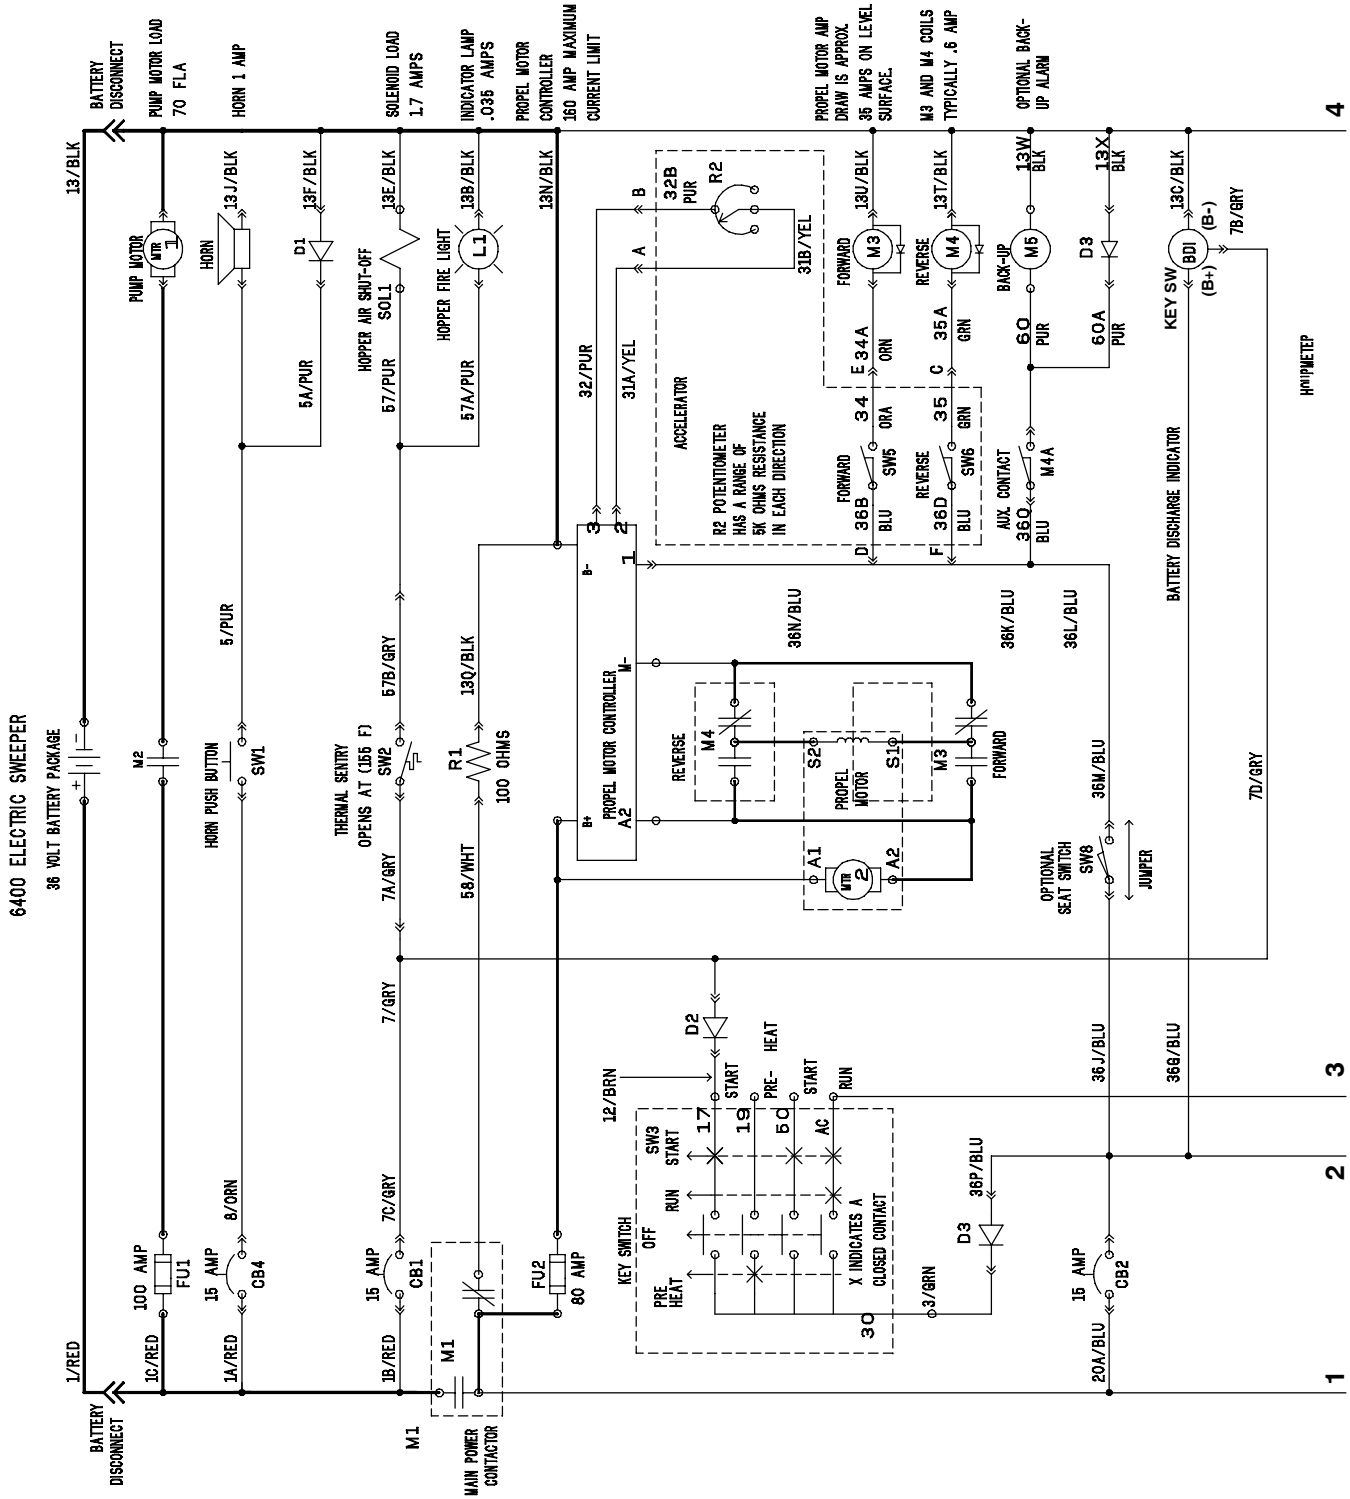 6400 ELECTRIC SWEEPER
36 VOLT BATTERY PACKAGE
+
-
1/RED
13/BLK
BATTERY
DISCONNECT
BATTERY
DISCONNECT
1C/RED
100 AMP
FU1
M2
PUMP MOTOR
MTR
1
PUMP MOTOR LOAD
70 FLA
1A/RED
15 AMP
CB4
8/ORN
HORN PUSH BUTTON
SW1
5/PUR
HORN
13J/BLK
HORN 1 AMP
5A/PUR
D1
13F/BLK
1B/RED
15 AMP
CB1
7C/GRY
7/GRY
7A/GRY
THERMAL SENTRY
OPENS AT (155 F)
SW2
57B/GRY
57/PUR
HOPPER AIR SHUT-OFF
SOL1
13E/BLK
SOLENOID LOAD
1.7 AMPS
M1
M1
MAIN POWER
CONTACTOR
58/WHT
R1
100 OHMS
13Q/BLK
57A/PUR
HOPPER FIRE LIGHT
L1
13B/BLK
INDICATOR LAMP
.035 AMPS
FU2
80 AMP
13N/BLK
PROPEL MOTOR
CONTROLLER
160 AMP MAXIMUM
CURRENT LIMIT
B+
B-
PROPEL MOTOR CONTROLLER
A2
M-
1
2
3
32/PUR
31A/YEL
A
B
32B
PUR
R2
31B/YEL
ACCELERATOR
R2 POTENTIOMETER
HAS A RANGE OF
5K OHMS RESISTANCE
IN EACH DIRECTION
12/BRN
D2
KEY SWITCH
SW3
PRE
HEAT
OFF
RUN
START
17
START
19
PRE-
HEAT
50
START
AC
RUN
X INDICATES A
CLOSED CONTACT
30
3/GRN
D3
36P/BLU
REVERSE
M4
S2
S1
PROPEL
MOTOR
M3
FORWARD
A1
MTR
2
A2
36N/BLU
D
36B
BLU
FORWARD
SW5
34
ORA
E
34A
ORN
FORWARD
M3
13U/BLK
PROPEL MOTOR AMP
DRAW IS APPROX.
35 AMPS ON LEVEL
SURFACE.
F
36D
BLU
REVERSE
SW6
35
GRN
C
35A
GRN
REVERSE
M4
13T/BLK
M3 AND M4 COILS
TYPICALLY .6 AMP
36K/BLU
36Q
BLU
AUX. CONTACT
M4A
60
PUR
BACK-UP
M5
13W
BLK
OPTIONAL BACK-
UP ALARM
20A/BLU
15 AMP
CB2
36J/BLU
OPTIONAL
SEAT SWITCH
SW8
JUMPER
36M/BLU
36L/BLU
60A
PUR
D3
13X
BLK
36G/BLU
BATTERY DISCHARGE INDICATOR
KEY SW
(B+)
BDI
(B-)
13C/BLK
7B/GRY
7D/GRY
1
2
3
4